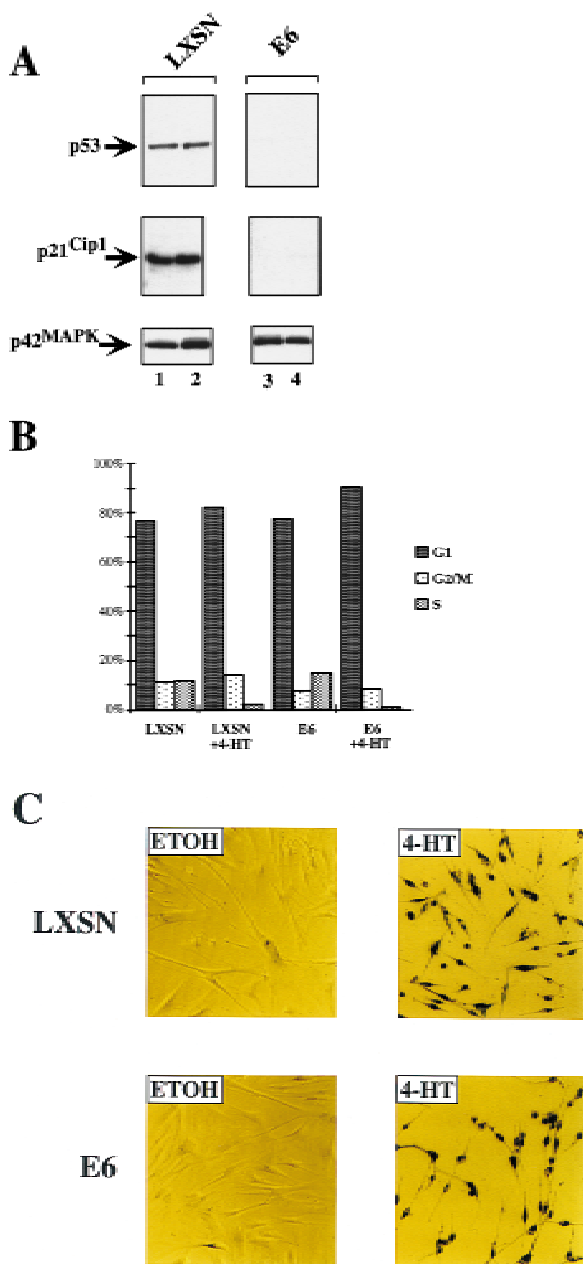 A
LXSN E6
p53
p21Cip1
p42MAPK
1 2 3 4
B
100%
80%
60%
40%
20%
0%
G1
G2/M
S
LXSN LXSN +4-HT E6 E6 +4-HT
C
ETOH 4-HT
LXSN
ETOH 4-HT
E6